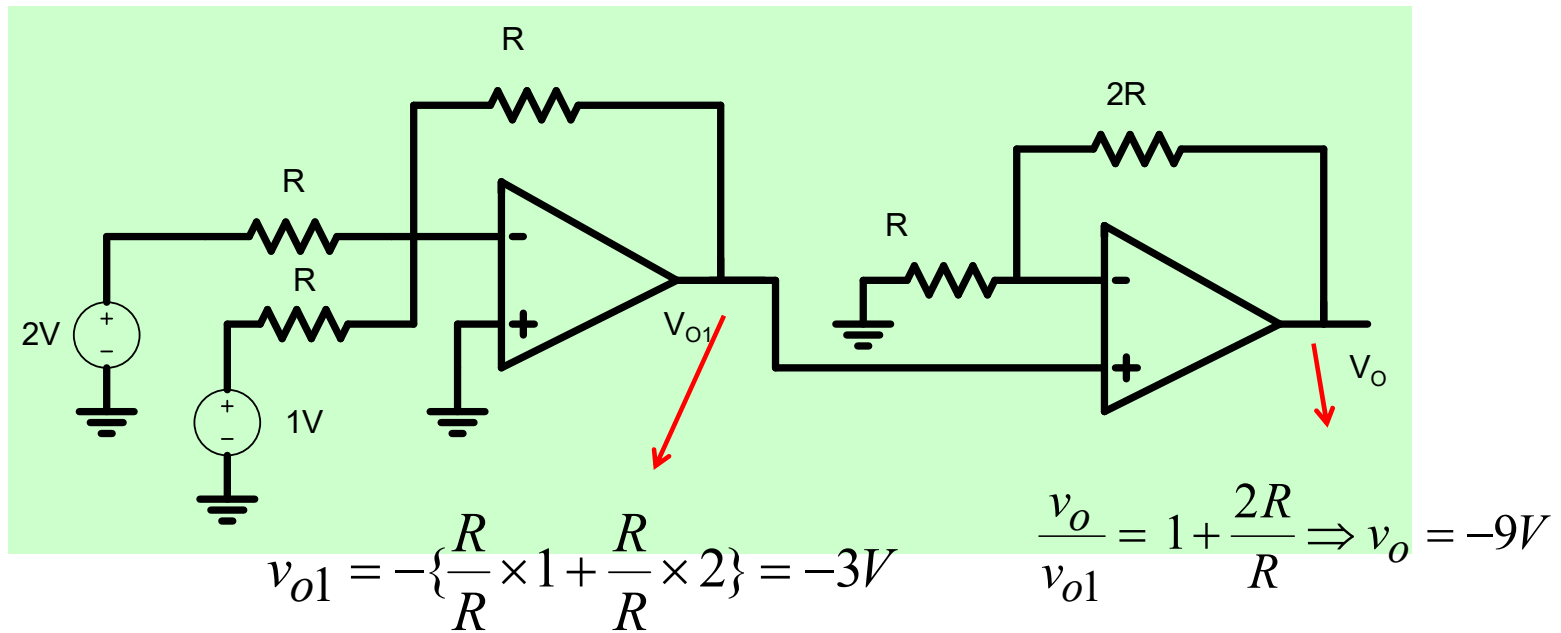 R
2R
R
R
R
2V
+
−
1V
+
−
-
+
V_O1
-
+
V_O
v_o1 = −{R/R × 1 + R/R × 2} = −3V
v_o/v_o1 = 1 + 2R/R ⇒ v_o = −9V